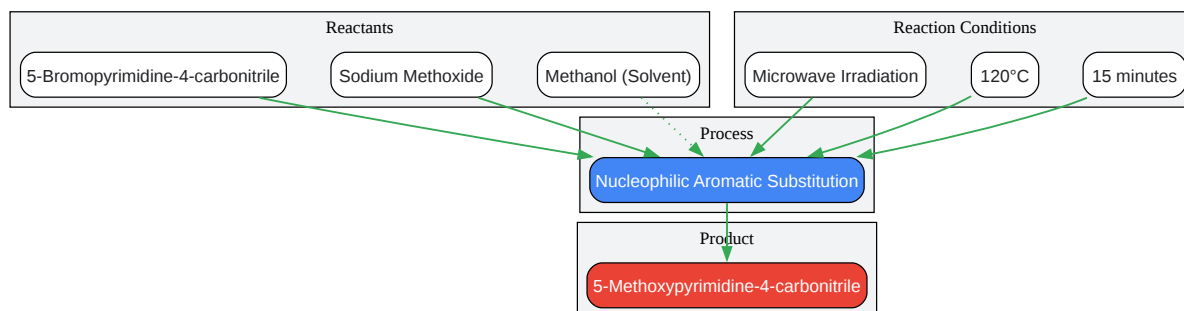 Reactants
Reaction Conditions
5-Bromopyrimidine-4-carbonitrile
Sodium Methoxide
Methanol (Solvent)
Microwave Irradiation
120°C
15 minutes
Process
Nucleophilic Aromatic Substitution
Product
5-Methoxypyrimidine-4-carbonitrile